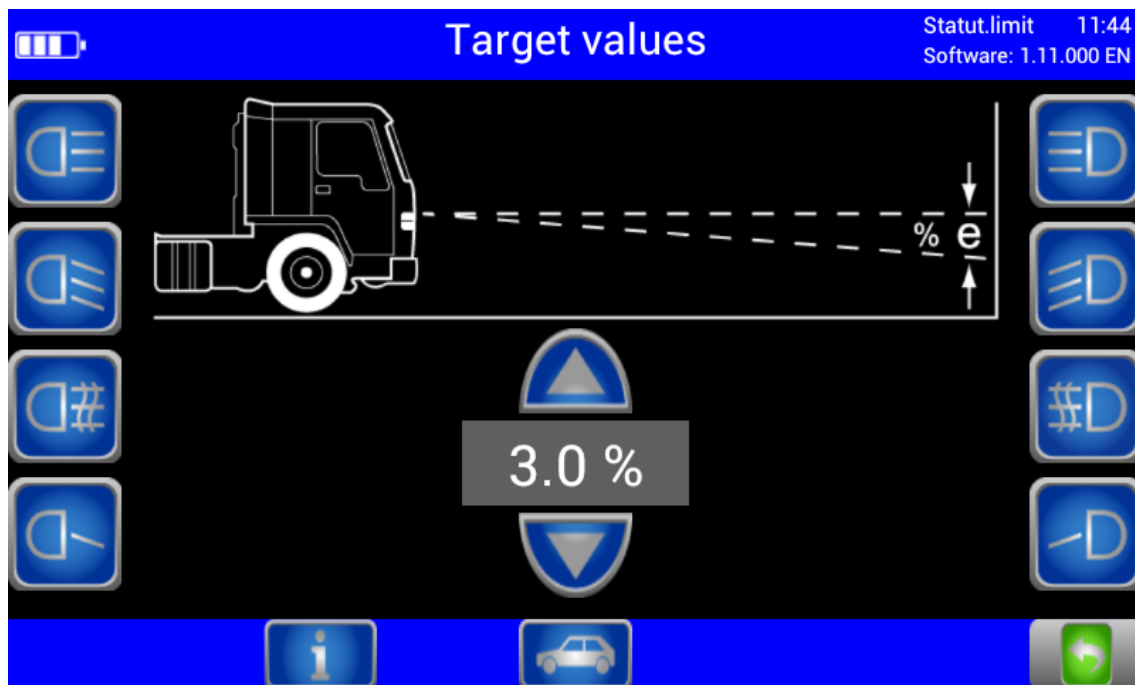 Target values
Statut.limit 11:44
Software: 1.11.000 EN
% e
3.0 %
i